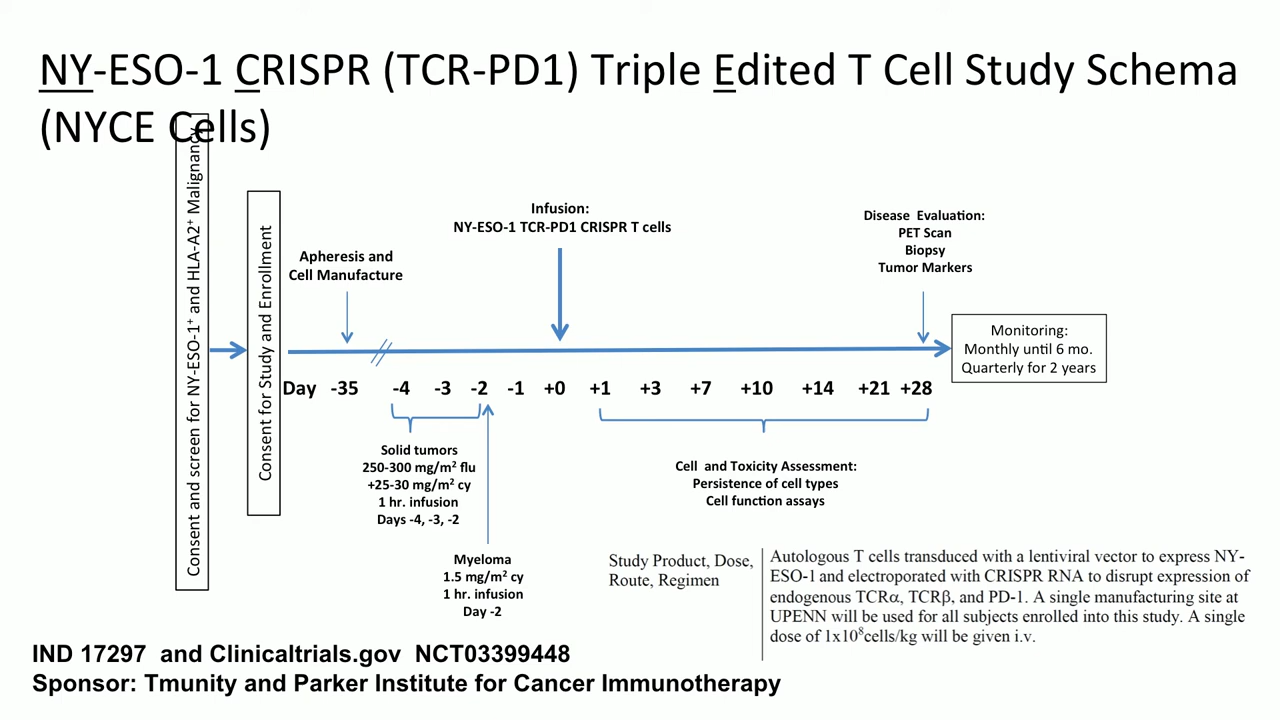 NY-ESO-1 CRISPR (TCR-PD1) Triple Edited T Cell Study Schema
(NYCE Cells)
Consent and screen for NY-ESO-1⁺ and HLA-A2⁺ Malignancy
Consent for Study and Enrollment
Apheresis and
Cell Manufacture
Infusion:
NY-ESO-1 TCR-PD1 CRISPR T cells
Disease Evaluation:
PET Scan
Biopsy
Tumor Markers
Monitoring:
Monthly until 6 mo.
Quarterly for 2 years
Day -35 -4 -3 -2 -1 +0 +1 +3 +7 +10 +14 +21 +28
Solid tumors
250-300 mg/m² flu
+25-30 mg/m² cy
1 hr. infusion
Days -4, -3, -2
Myeloma
1.5 mg/m² cy
1 hr. infusion
Day -2
Cell and Toxicity Assessment:
Persistence of cell types
Cell function assays
Study Product, Dose,
Route, Regimen
Autologous T cells transduced with a lentiviral vector to express NY-
ESO-1 and electroporated with CRISPR RNA to disrupt expression of
endogenous TCRα, TCRβ, and PD-1. A single manufacturing site at
UPENN will be used for all subjects enrolled into this study. A single
dose of 1x10⁸cells/kg will be given i.v.
IND 17297 and Clinicaltrials.gov NCT03399448
Sponsor: Tmunity and Parker Institute for Cancer Immunotherapy